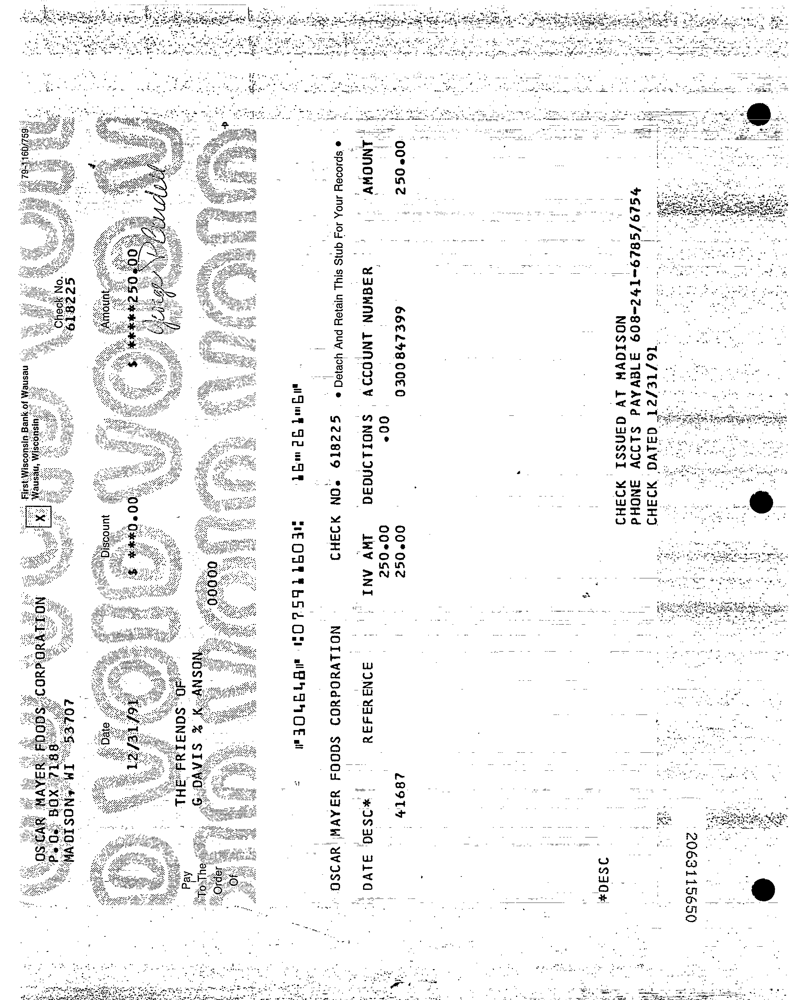 OSCAR MAYER FOODS CORPORATION
P.O. BOX 7188
MADISON, WI 53707
X
First Wisconsin Bank of Wausau
Wausau, Wisconsin
79-1160/759
Check No.
618225
Date
12/31/91
Discount
$ ***0.00
Amount
$ *****250.00
Pay
To The
Order
Of
THE FRIENDS OF
G DAVIS % K ANSON
00000
VOID VOID VOID
⑈304648⑈ ⑆075911603⑆ 16⑉261⑉6⑈
OSCAR MAYER FOODS CORPORATION CHECK NO. 618225 • Detach And Retain This Stub For Your Records •
DATE DESC* REFERENCE INV AMT DEDUCTIONS ACCOUNT NUMBER AMOUNT
41687 250.00 .00 0300847399 250.00
250.00
CHECK ISSUED AT MADISON
PHONE ACCTS PAYABLE 608-241-6785/6754
CHECK DATED 12/31/91
*DESC
2063115650